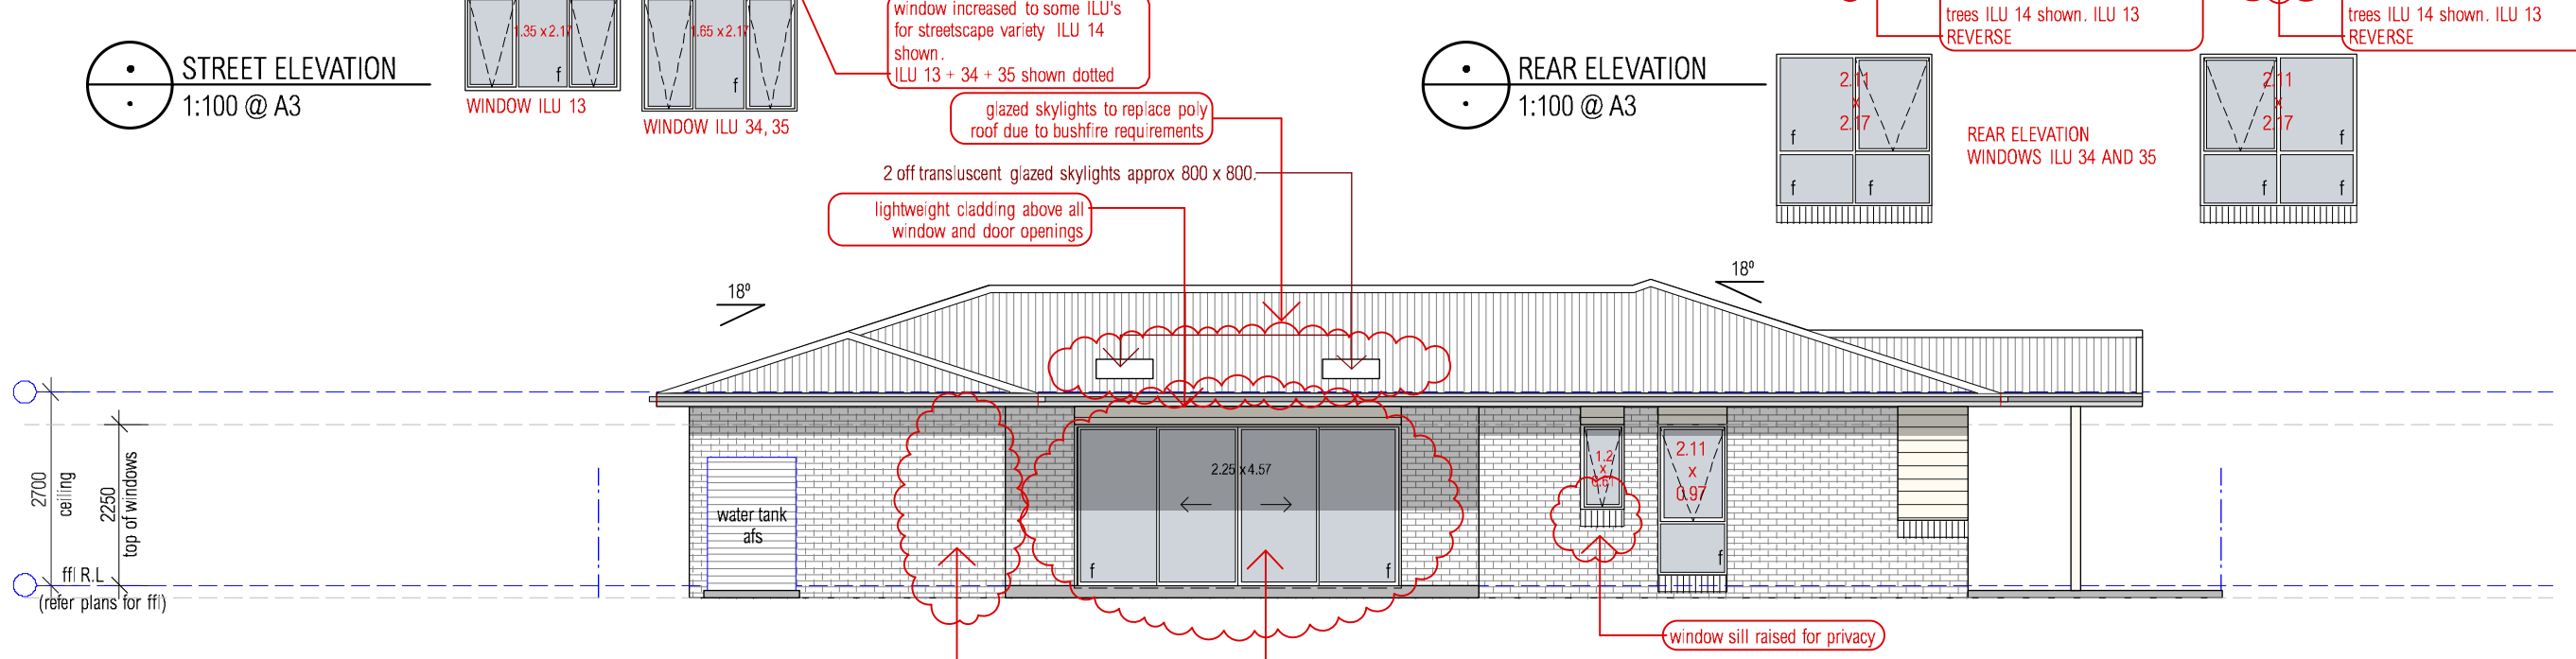 window increased to some ILU's
for streetscape variety ILU 14
shown.
ILU 13 + 34 + 35 shown dotted
trees ILU 14 shown. ILU 13
REVERSE
trees ILU 14 shown. ILU 13
REVERSE
STREET ELEVATION
1:100 @ A3
1.35 x 2.17
f
WINDOW ILU 13
1.65 x 2.17
f
WINDOW ILU 34, 35
glazed skylights to replace poly
roof due to bushfire requirements
2 off transluscent glazed skylights approx 800 x 800.
lightweight cladding above all
window and door openings
REAR ELEVATION
1:100 @ A3
2.11
x
2.17
f
f
f
REAR ELEVATION
WINDOWS ILU 34 AND 35
2.11
x
2.17
f
f
f
18º
18º
2700
ceiling
2250
top of windows
ffl R.L
(refer plans for ffl)
water tank
afs
2.25 x 4.57
f
f
1.2
x
0.61
2.11
x
0.97
f
window sill raised for privacy